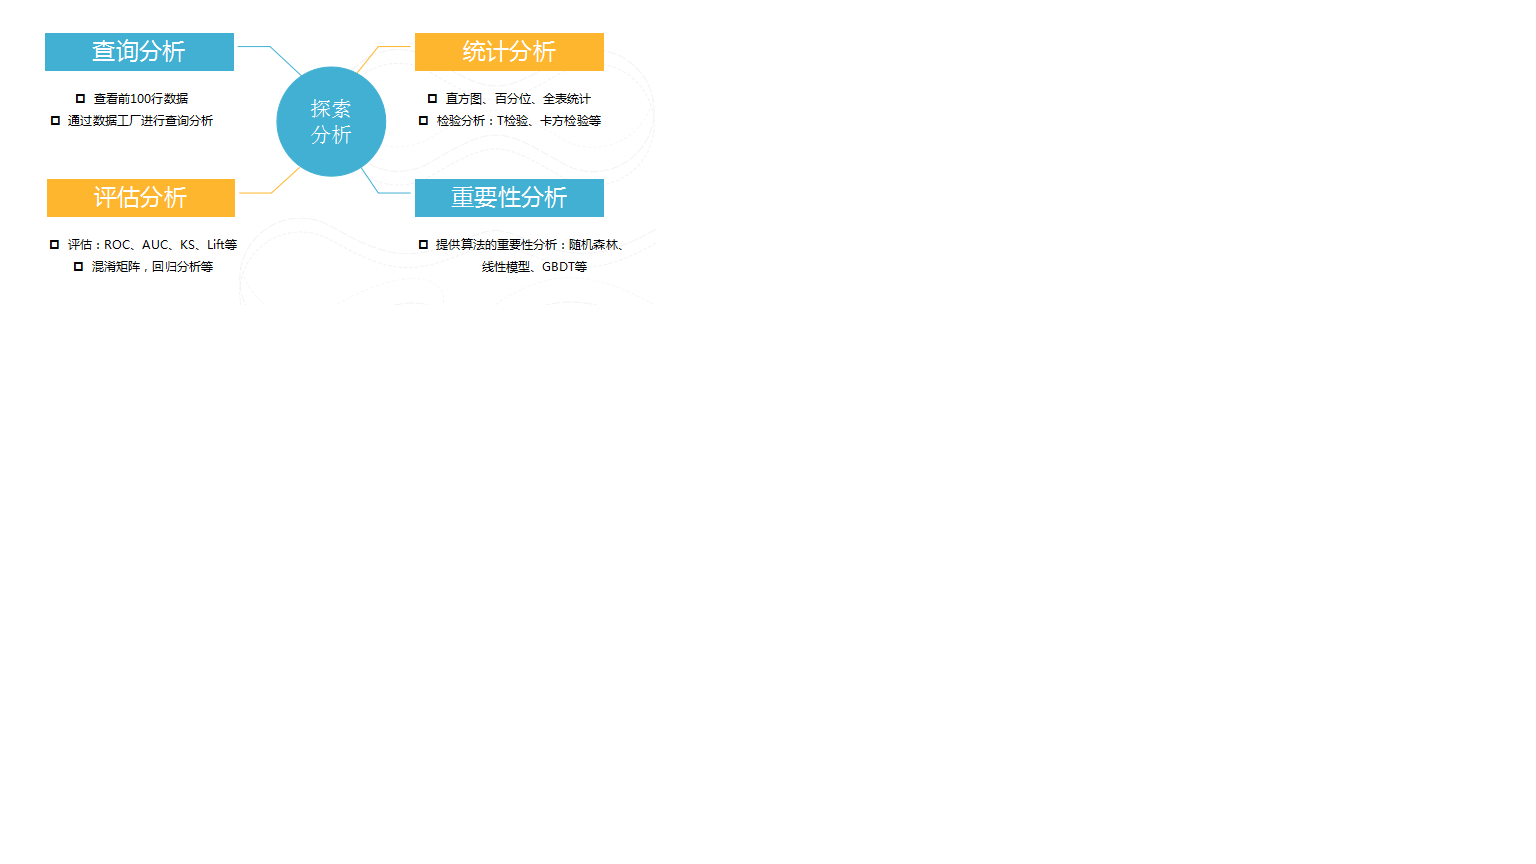 查询分析
查看前100行数据
通过数据工厂进行查询分析
统计分析
直方图、百分位、全表统计
检验分析：T检验、卡方检验等
探索
分析
评估分析
评估：ROC、AUC、KS、Lift等
混淆矩阵，回归分析等
重要性分析
提供算法的重要性分析：随机森林、
线性模型、GBDT等